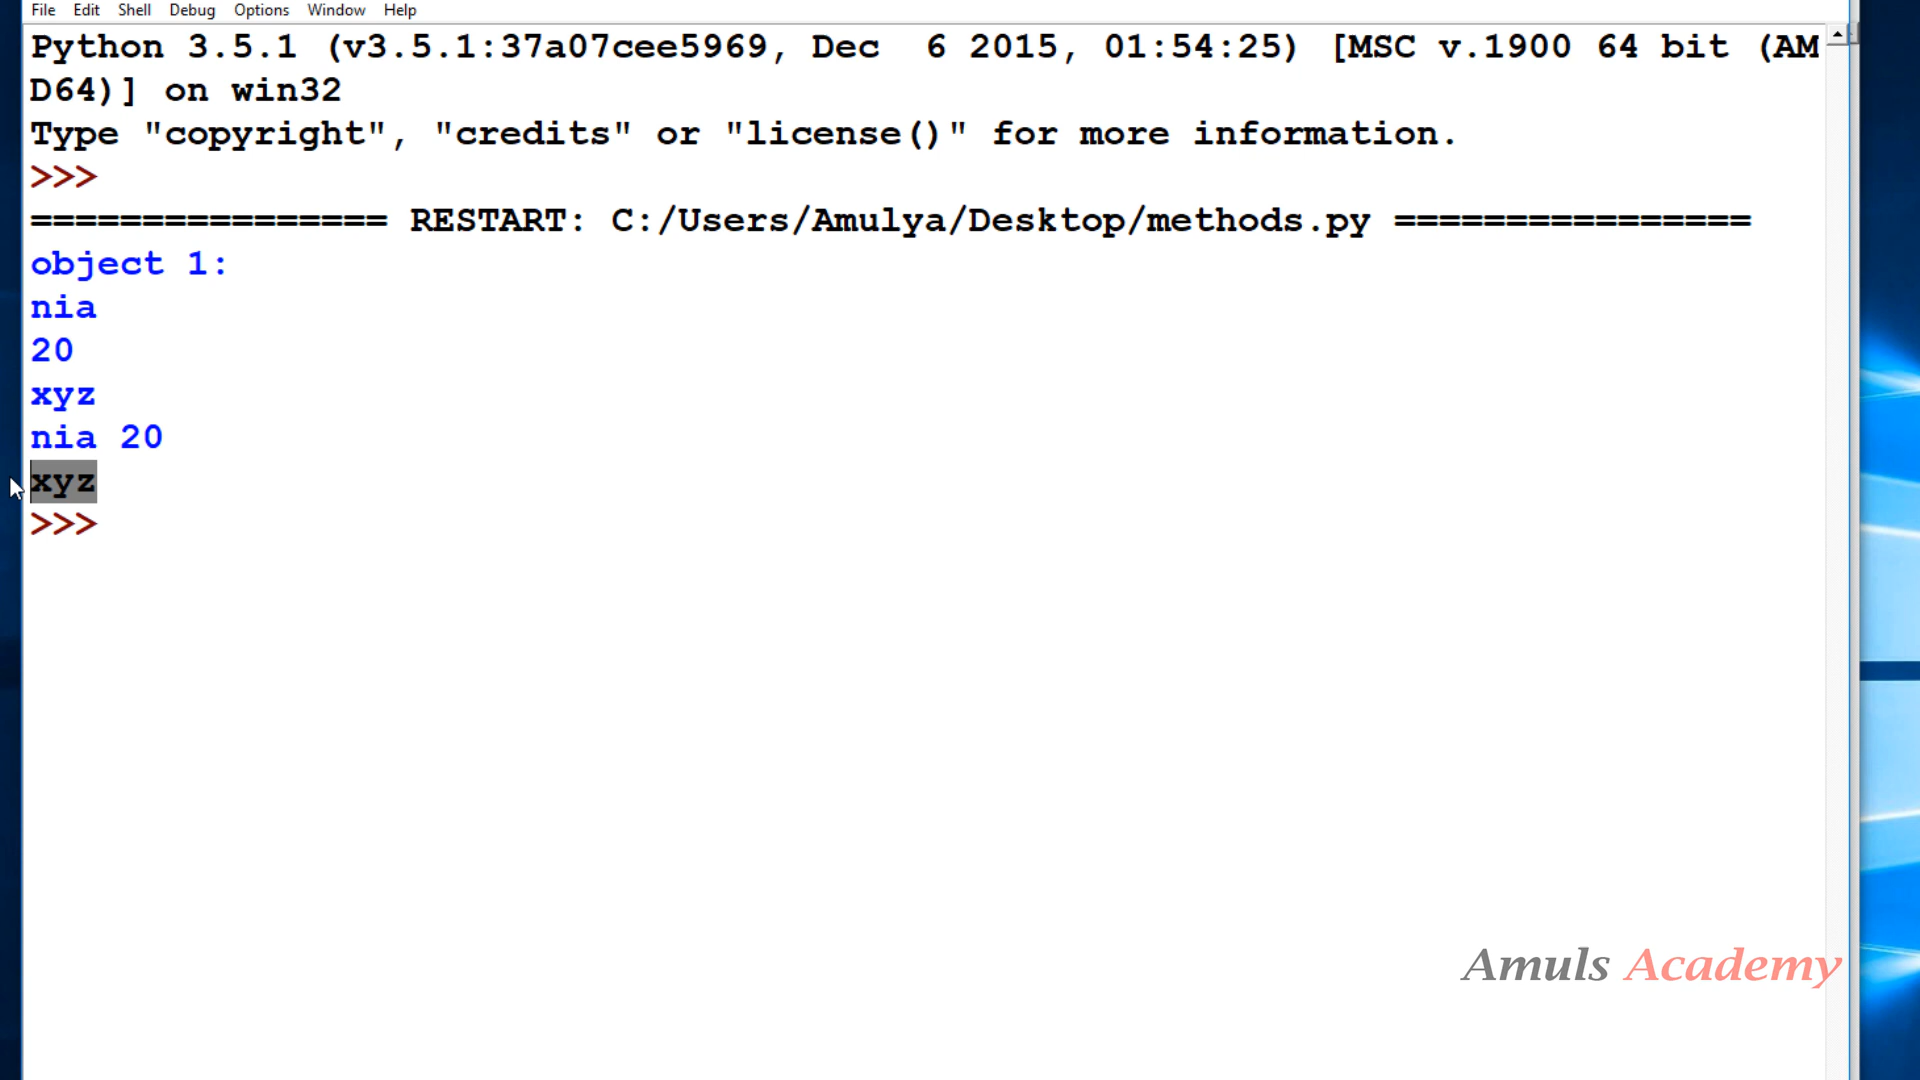 File Edit Shell Debug Options Window Help
Python 3.5.1 (v3.5.1:37a07cee5969, Dec  6 2015, 01:54:25) [MSC v.1900 64 bit (AM
D64)] on win32
Type "copyright", "credits" or "license()" for more information.
>>>
================ RESTART: C:/Users/Amulya/Desktop/methods.py ================
object 1:
nia
20
xyz
nia 20
xyz
>>>
Amuls Academy